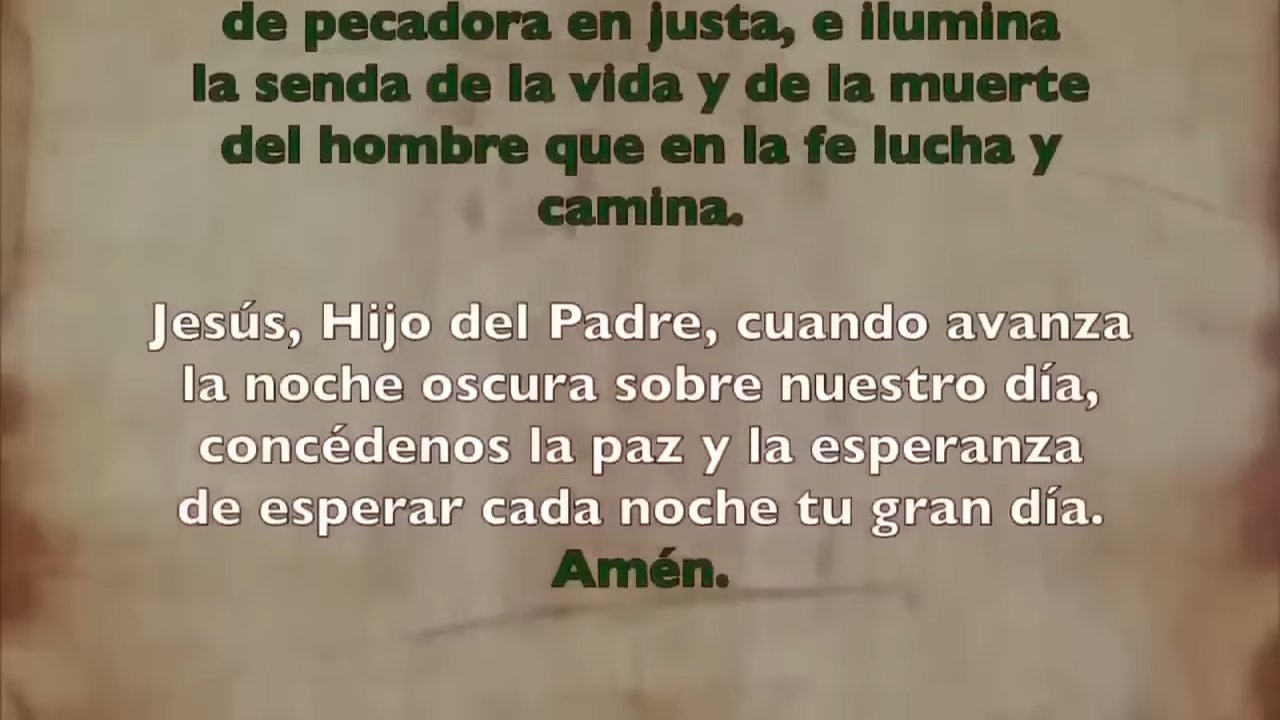 de pecadora en justa, e ilumina
la senda de la vida y de la muerte
del hombre que en la fe lucha y
camina.
Jesús, Hijo del Padre, cuando avanza
la noche oscura sobre nuestro día,
concédenos la paz y la esperanza
de esperar cada noche tu gran día.
Amén.